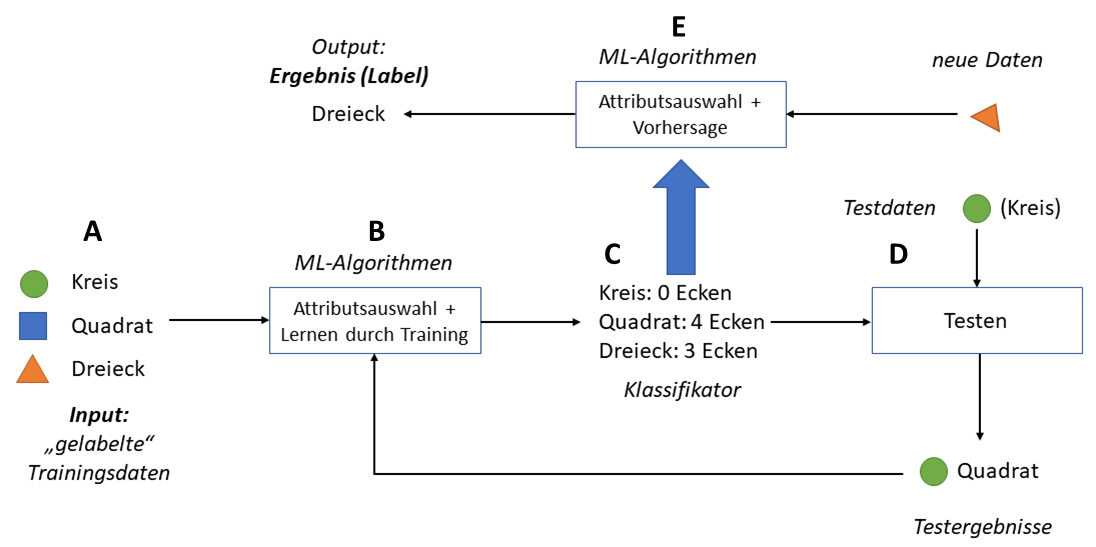 E
ML-Algorithmen
Attributsauswahl +
Vorhersage
neue Daten
Output:
Ergebnis (Label)
Dreieck
A
Kreis
Quadrat
Dreieck
Input:
„gelabelte“
Trainingsdaten
B
ML-Algorithmen
Attributsauswahl +
Lernen durch Training
C
Kreis: 0 Ecken
Quadrat: 4 Ecken
Dreieck: 3 Ecken
Klassifikator
Testdaten
(Kreis)
D
Testen
Quadrat
Testergebnisse